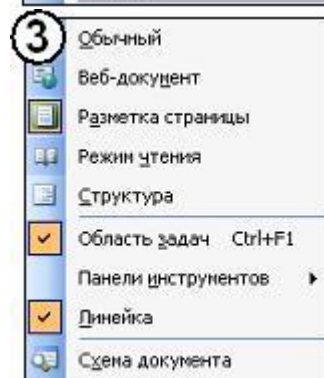 3
Обычный
Веб-документ
Разметка страницы
Режим чтения
Структура
Область задач Ctrl+F1
Панели инструментов
Линейка
Схема документа